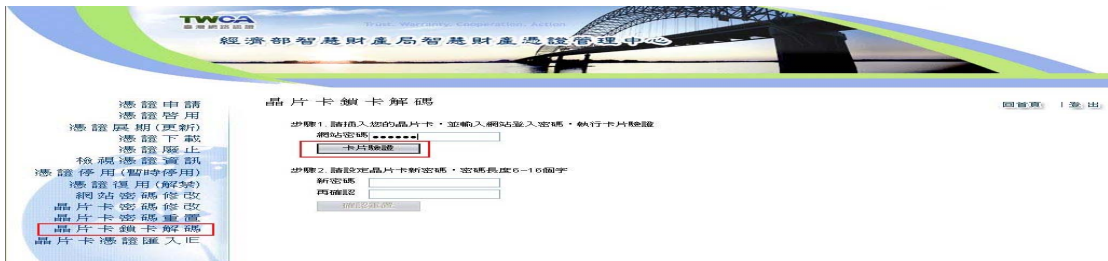 TWCA
臺灣網路認證
Trust. Warranty. Cooperation. Action
經濟部智慧財產局智慧財產憑證管理中心
憑證申請
憑證啓用
憑證展期(更新)
憑證下載
憑證廢止
檢視憑證資訊
憑證停用(暫時停用)
憑證復用(解禁)
網站密碼修改
晶片卡密碼修改
晶片卡密碼重置
晶片卡鎖卡解碼
晶片卡憑證匯入IE
晶片卡鎖卡解碼
回首頁 | 登出
步驟1.請插入您的晶片卡，並輸入網站登入密碼，執行卡片驗證
網站密碼 ●●●●●●
卡片驗證
步驟2.請設定晶片卡新密碼，密碼長度6~16個字
新密碼
再確認
確認重置